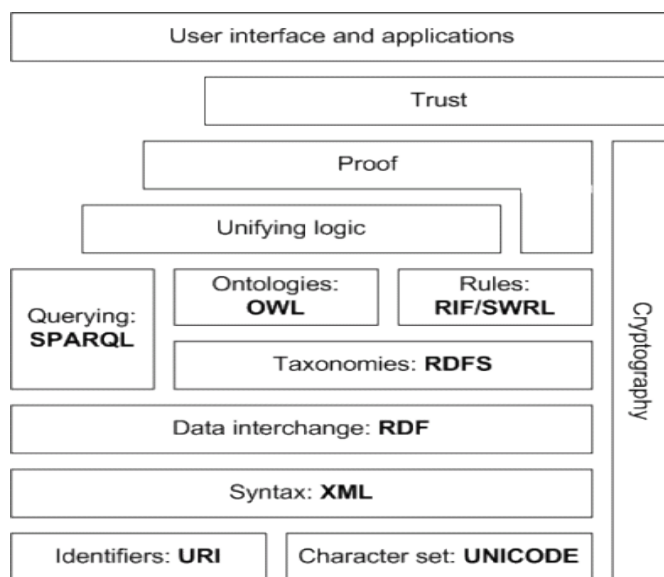 User interface and applications
Trust
Proof
Unifying logic
Querying:
SPARQL
Ontologies:
OWL
Rules:
RIF/SWRL
Taxonomies: RDFS
Cryptography
Data interchange: RDF
Syntax: XML
Identifiers: URI
Character set: UNICODE